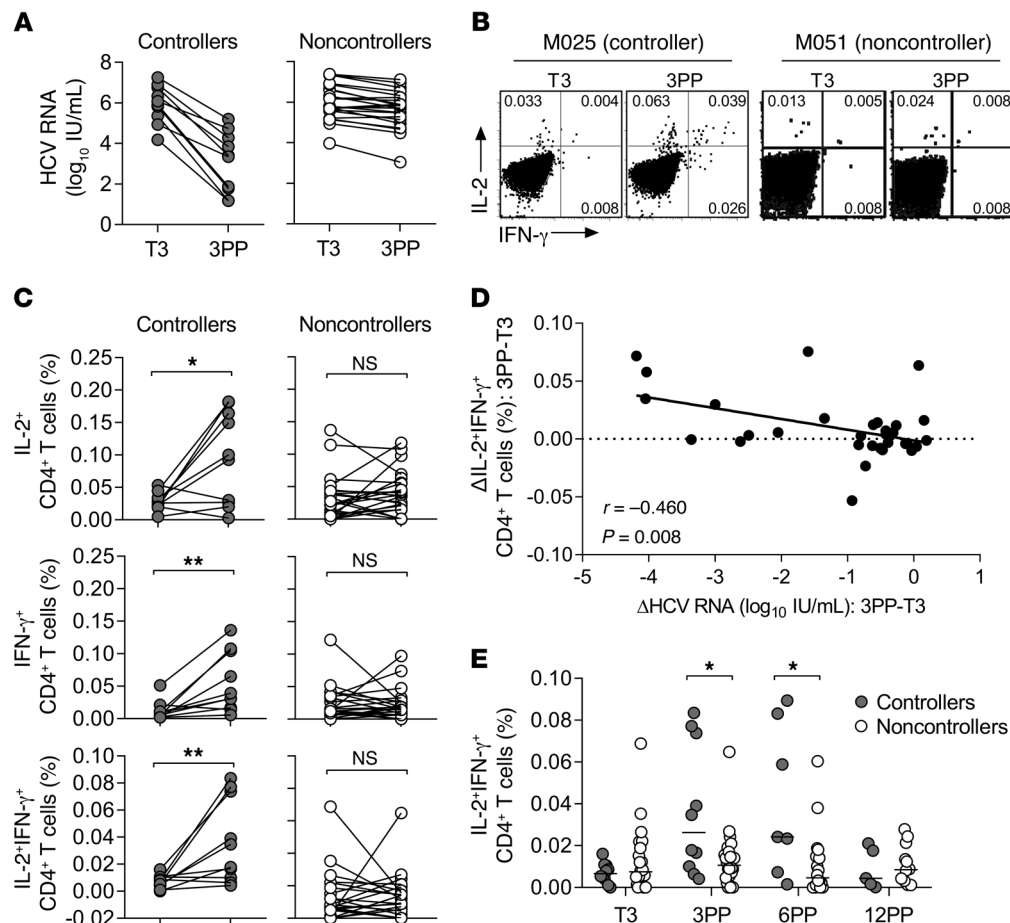 A
Controllers
Noncontrollers
HCV RNA
(log₁₀ IU/mL)
8
6
4
2
0
T3
3PP
T3
3PP
B
M025 (controller)
M051 (noncontroller)
T3
3PP
T3
3PP
0.033
0.004
0.063
0.039
0.013
0.005
0.024
0.008
0.008
0.026
0.008
0.008
IL-2
IFN-γ
C
Controllers
Noncontrollers
IL-2⁺
CD4⁺ T cells (%)
0.25
0.20
0.15
0.10
0.05
0.00
*
NS
IFN-γ⁺
CD4⁺ T cells (%)
0.25
0.20
0.15
0.10
0.05
0.00
**
NS
IL-2⁺IFN-γ⁺
CD4⁺ T cells (%)
0.10
0.08
0.06
0.04
0.02
0.00
-0.02
**
NS
D
ΔIL-2⁺IFN-γ⁺
CD4⁺ T cells (%): 3PP-T3
0.10
0.05
0.00
-0.05
-0.10
r = –0.460
P = 0.008
-5
-4
-3
-2
-1
0
1
ΔHCV RNA (log₁₀ IU/mL): 3PP-T3
E
IL-2⁺IFN-γ⁺
CD4⁺ T cells (%)
0.10
0.08
0.06
0.04
0.02
0.00
*
*
Controllers
Noncontrollers
T3
3PP
6PP
12PP